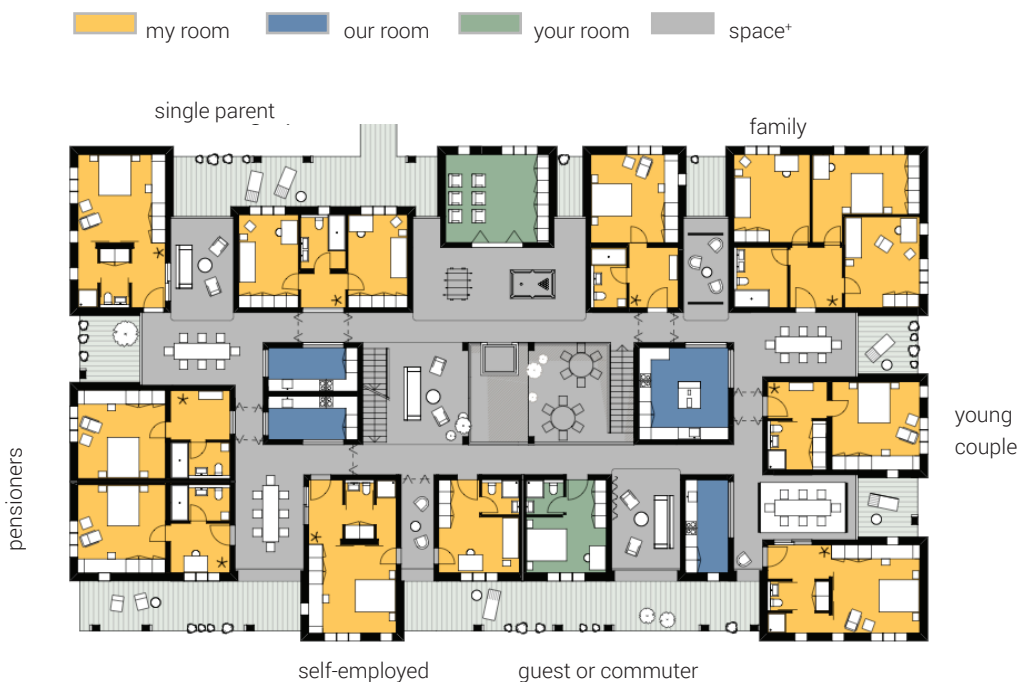 my room
our room
your room
space⁺
single parent
family
young
couple
pensioners
self-employed
guest or commuter